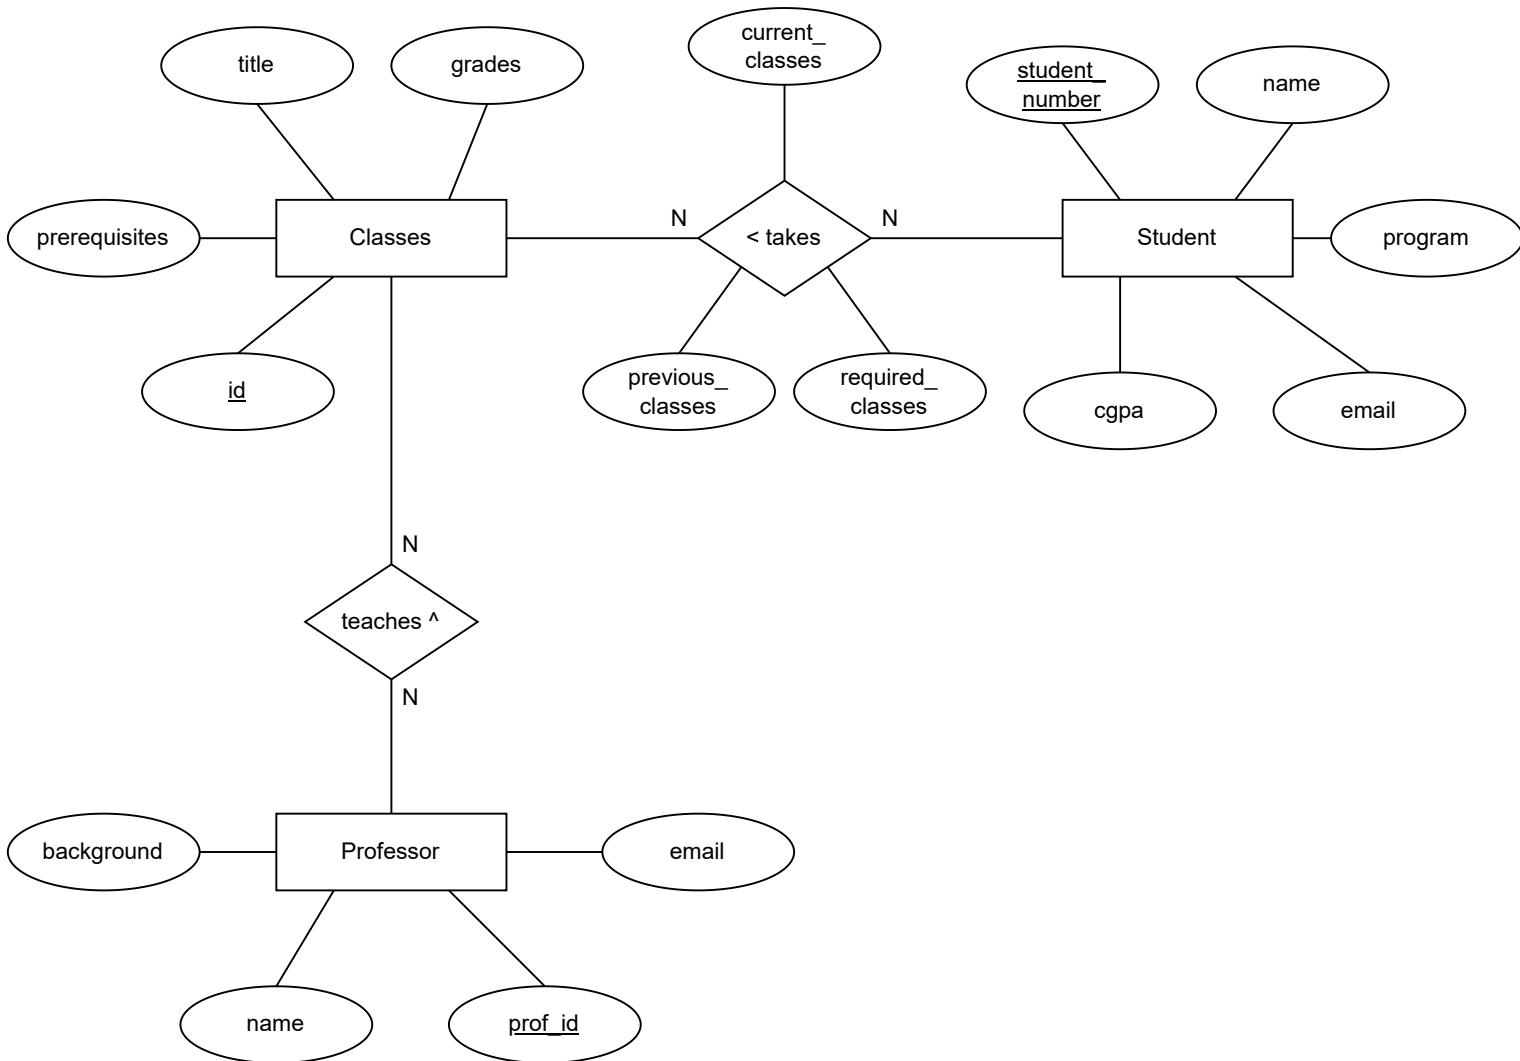 current_
classes
title
grades
student_
number
name
N
N
prerequisites
Classes
< takes
Student
program
previous_
classes
required_
classes
id
cgpa
email
N
teaches ^
N
background
Professor
email
name
prof_id